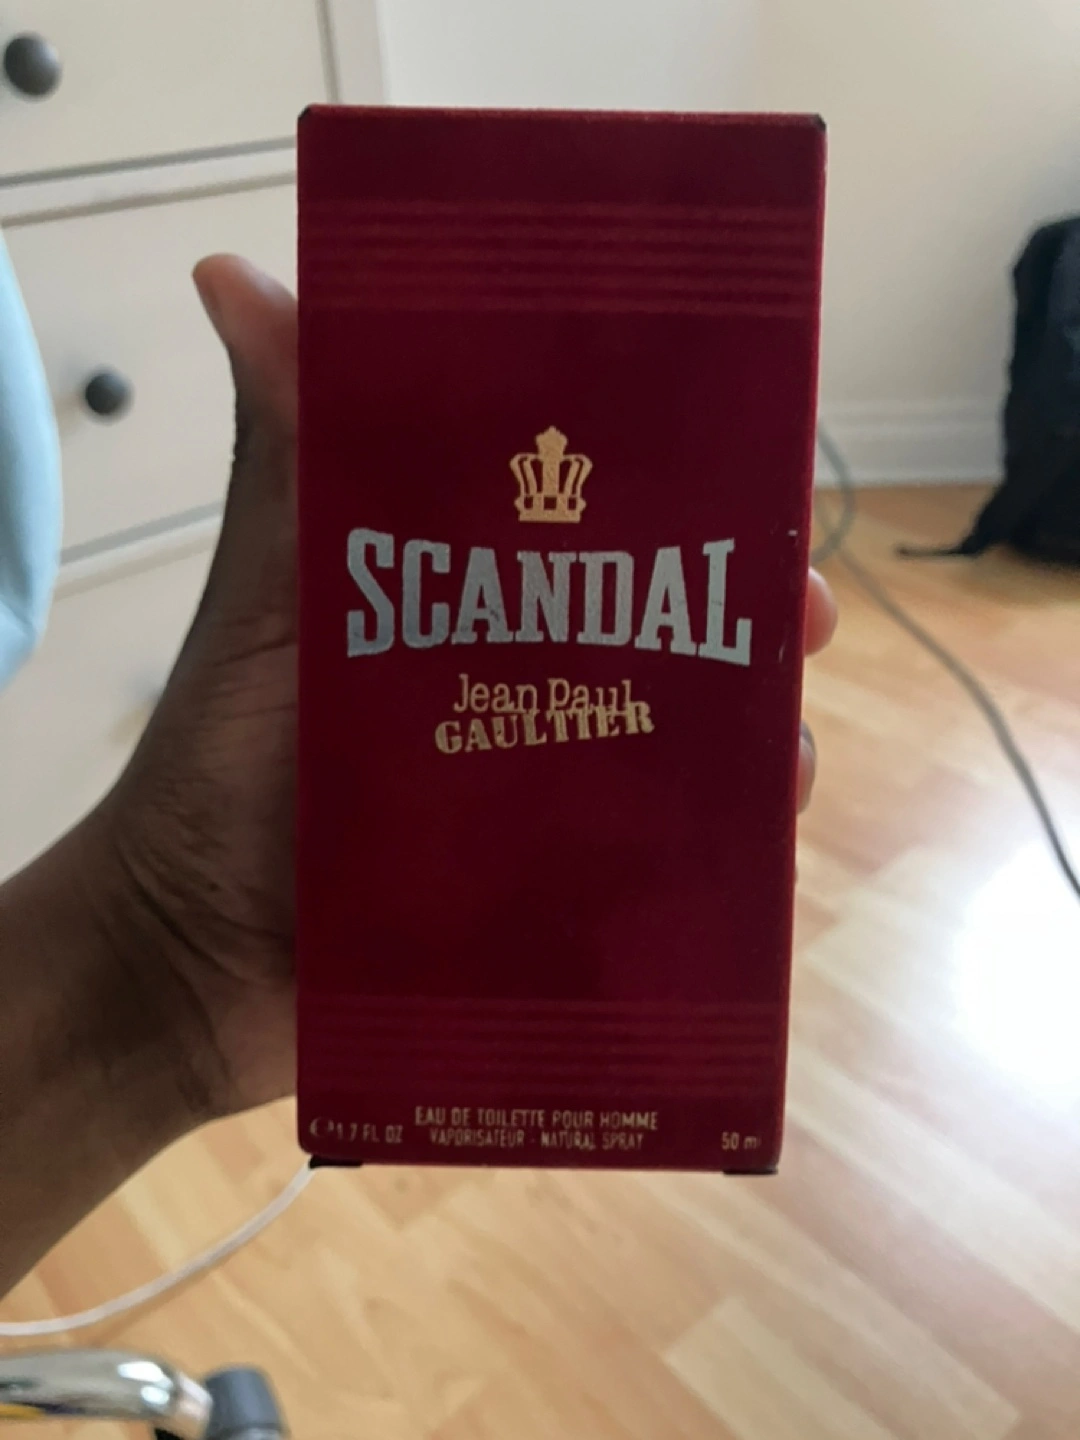 SCANDAL
Jean Paul
GAULTIER
EAU DE TOILETTE POUR HOMME
℮ 1.7 FL OZ VAPORISATEUR - NATURAL SPRAY 50 ml